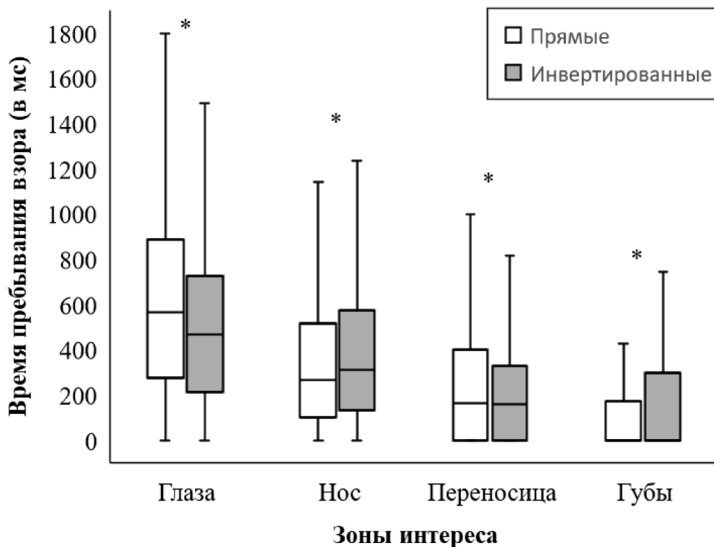 Прямые
Инвертированные
Время пребывания взора (в мс)
1800
1600
1400
1200
1000
800
600
400
200
0
*
*
*
*
Глаза Нос Переносица Губы
Зоны интереса